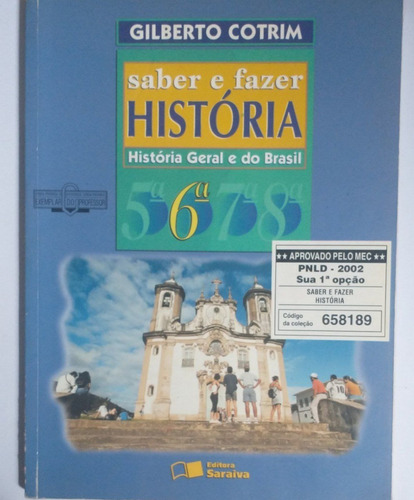 GILBERTO COTRIM
saber e fazer
HISTÓRIA
História Geral e do Brasil
5ª 6ª 7ª 8ª
EXEMPLAR DO PROFESSOR
★★ APROVADO PELO MEC ★★
PNLD - 2002
Sua 1ª opção
SABER E FAZER
HISTÓRIA
Código
da coleção
658189
Editora
Saraiva